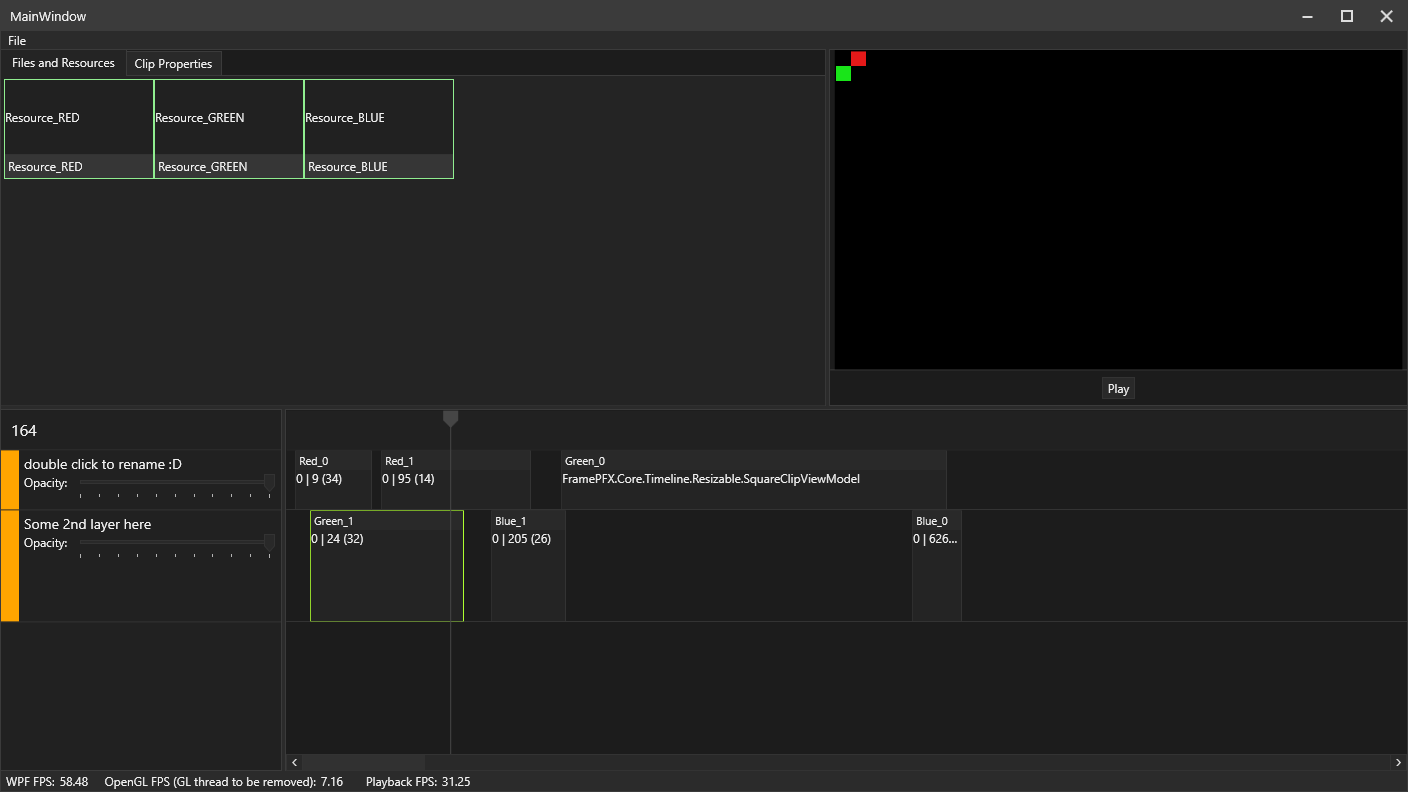 MainWindow
File
Files and Resources
Clip Properties
Resource_RED
Resource_GREEN
Resource_BLUE
Resource_RED
Resource_GREEN
Resource_BLUE
Play
164
double click to rename :D
Opacity:
Some 2nd layer here
Opacity:
Red_0
0 | 9 (34)
Red_1
0 | 95 (14)
Green_0
FramePFX.Core.Timeline.Resizable.SquareClipViewModel
Green_1
0 | 24 (32)
Blue_1
0 | 205 (26)
Blue_0
0 | 626...
WPF FPS: 58.48
OpenGL FPS (GL thread to be removed): 7.16
Playback FPS: 31.25